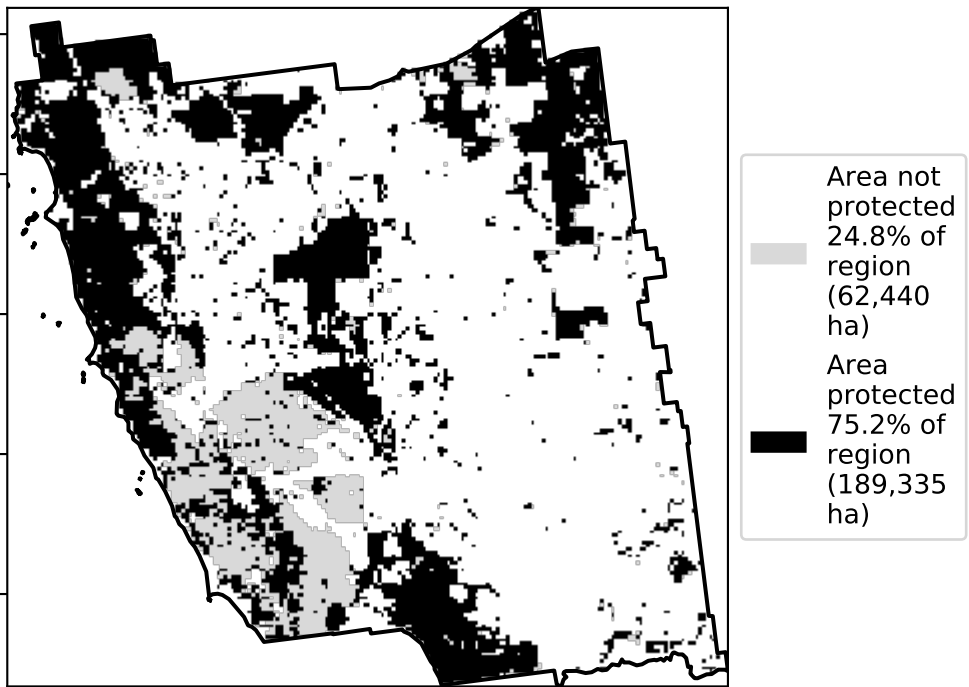 Area not
protected
24.8% of
region
(62,440
ha)
Area
protected
75.2% of
region
(189,335
ha)